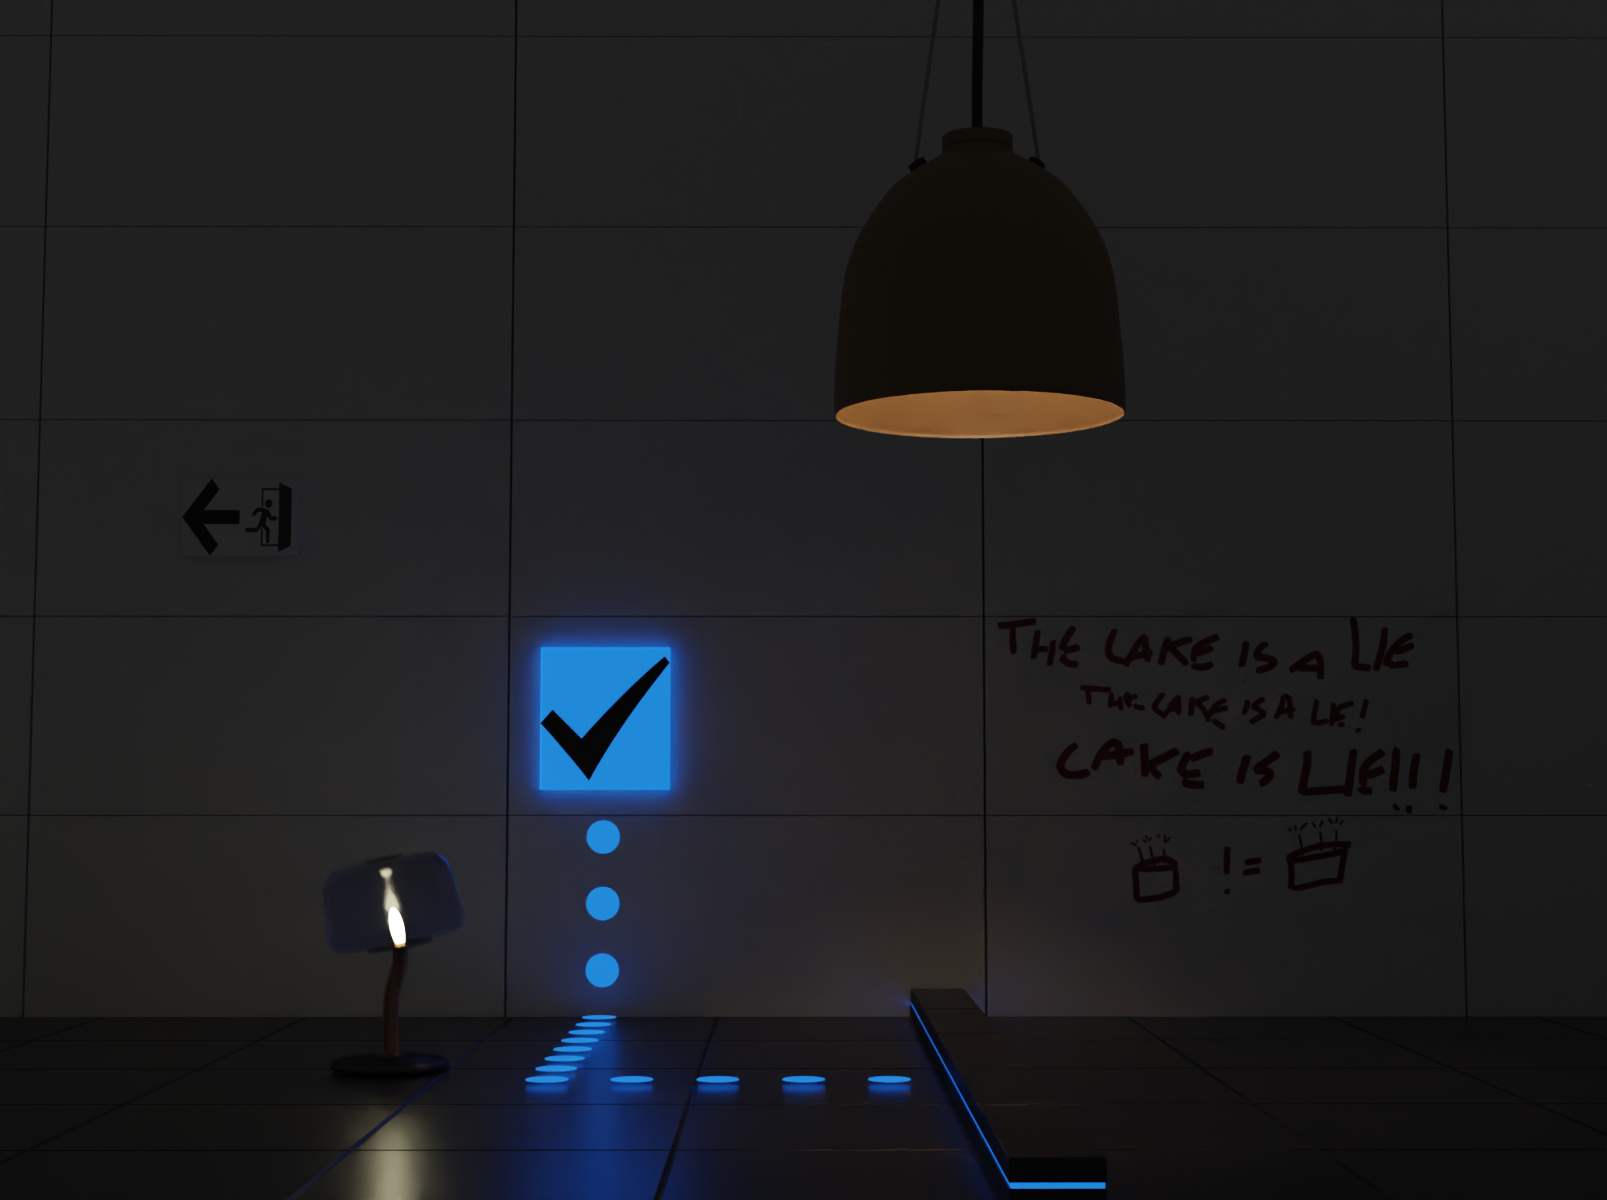 THE CAKE IS A LIE
THE CAKE IS A LIE!
CAKE IS LIE!!!
!=